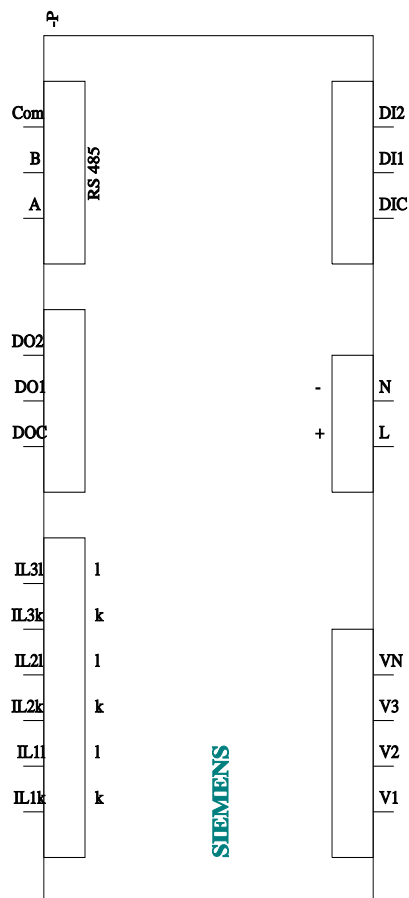 -P
Com
DI2
B
DI1
RS 485
A
DIC
DO2
DO1
-
N
DOC
+
L
IL3l
l
IL3k
k
IL2l
l
VN
IL2k
k
V3
IL1l
l
V2
IL1k
k
V1
SIEMENS